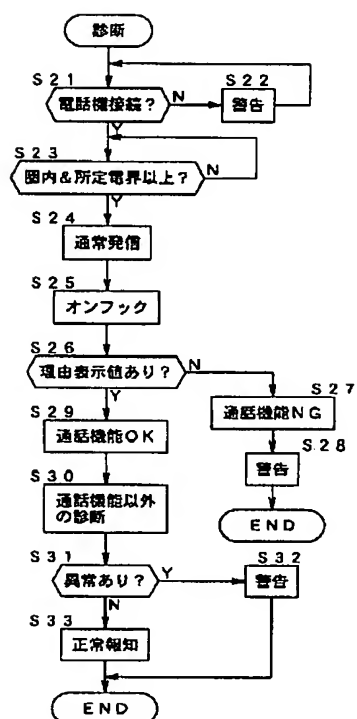 診断
S21
S22
電話機接続?
N
警告
Y
S23
圏内&所定電界以上?
N
Y
S24
通常発信
S25
オンフック
S26
理由表示値あり?
N
Y
S27
S29
通話機能NG
通話機能OK
S28
警告
S30
通話機能以外
の診断
END
S31
S32
異常あり?
Y
警告
N
S33
正常報知
END